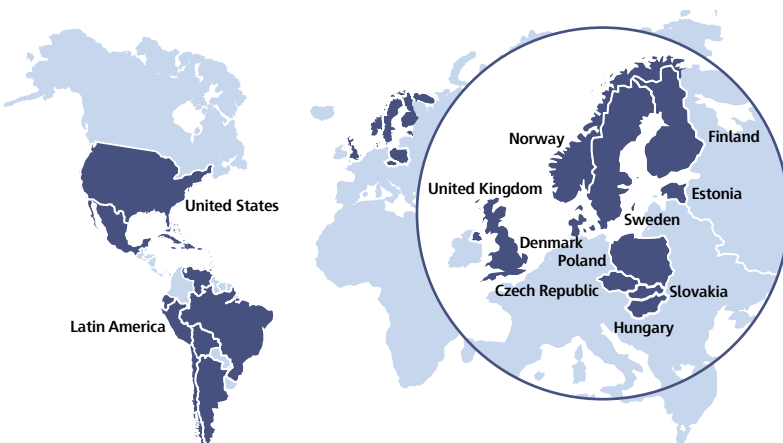 Norway
Finland
United Kingdom
Estonia
United States
Sweden
Denmark
Poland
Czech Republic
Slovakia
Latin America
Hungary